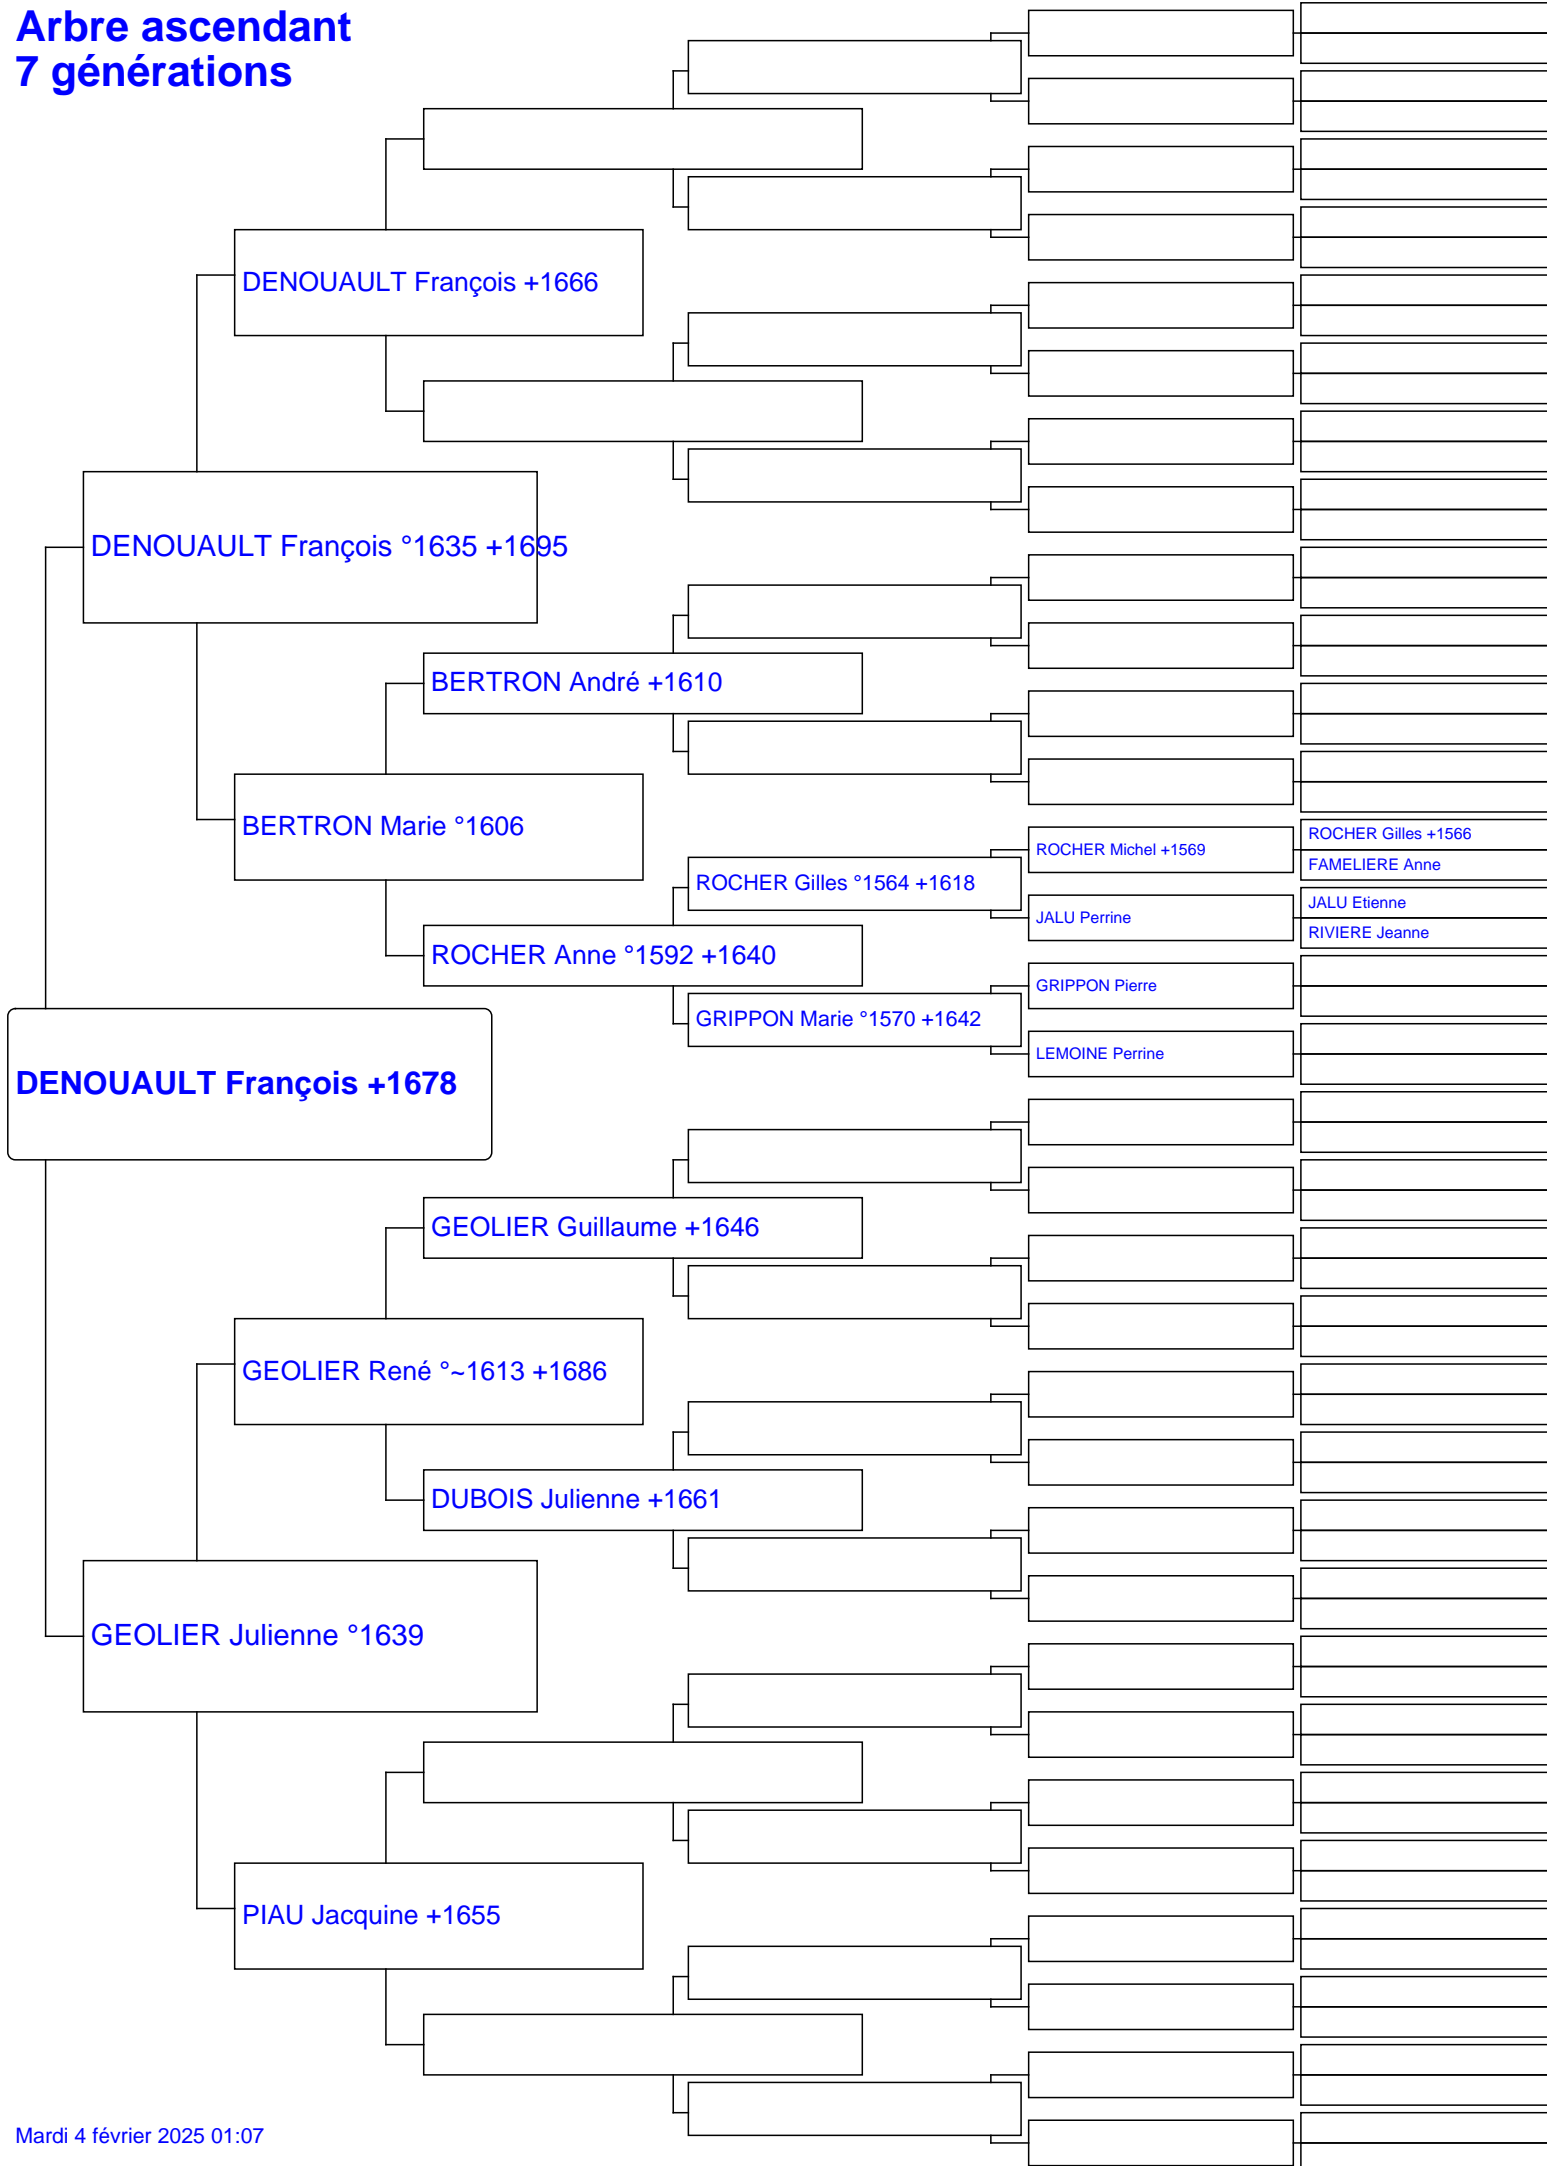 Arbre ascendant
7 générations
DENOUAULT François +1666
DENOUAULT François °1635 +1695
BERTRON André +1610
BERTRON Marie °1606
ROCHER Gilles +1566
ROCHER Michel +1569
FAMELIERE Anne
ROCHER Gilles °1564 +1618
JALU Etienne
JALU Perrine
RIVIERE Jeanne
ROCHER Anne °1592 +1640
GRIPPON Pierre
GRIPPON Marie °1570 +1642
LEMOINE Perrine
DENOUAULT François +1678
GEOLIER Guillaume +1646
GEOLIER René °~1613 +1686
DUBOIS Julienne +1661
GEOLIER Julienne °1639
PIAU Jacquine +1655
Mardi 4 février 2025 01:07